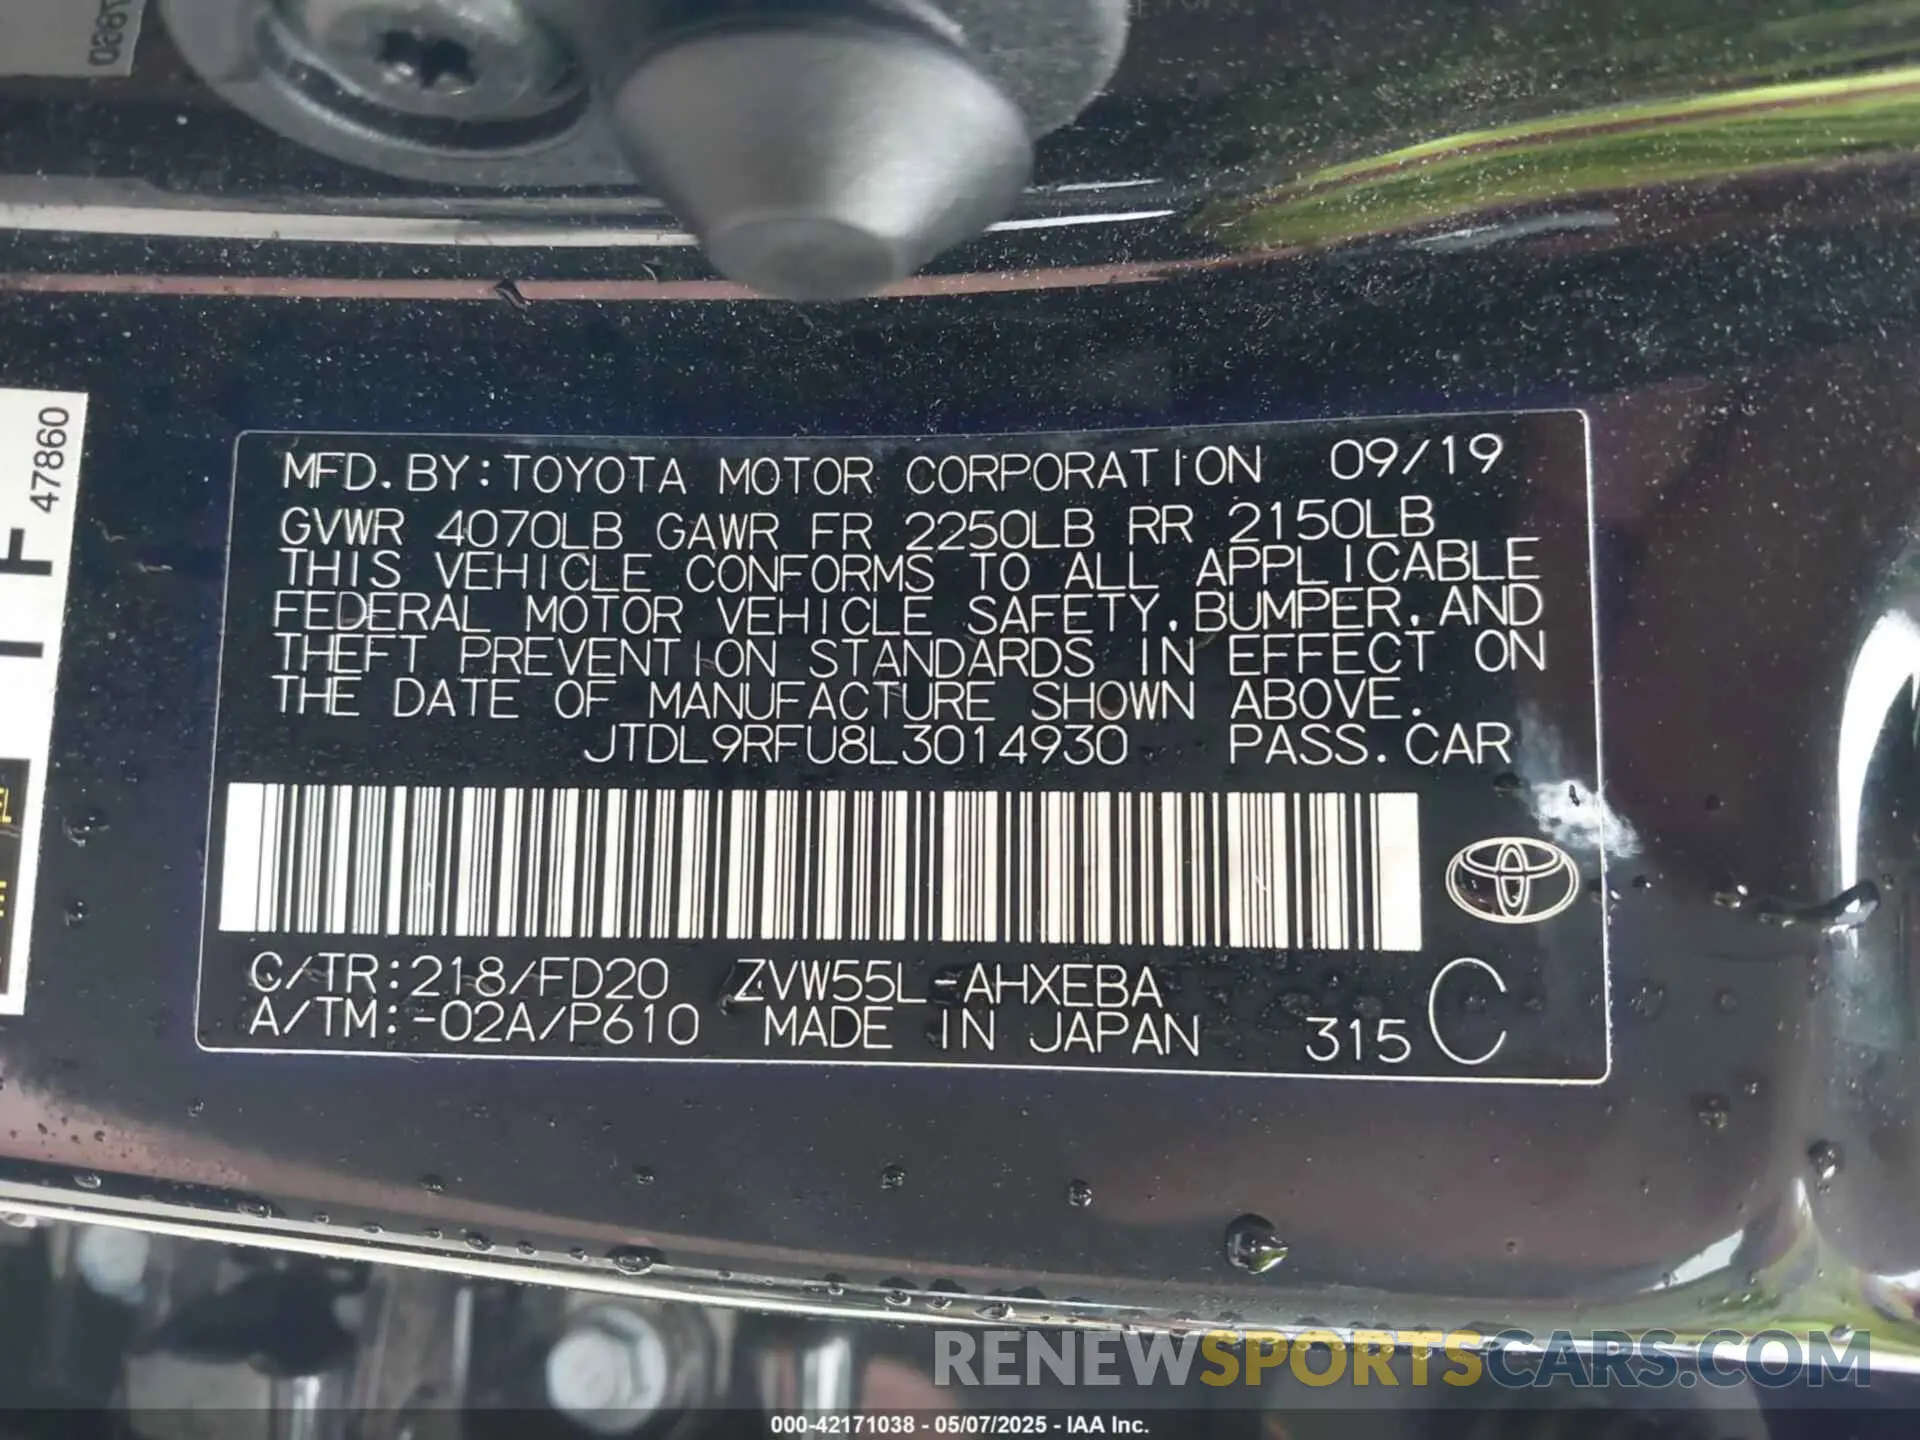 47860
MFD.BY:TOYOTA MOTOR CORPORATION 09/19
GVWR 4070LB GAWR FR 2250LB RR 2150LB
THIS VEHICLE CONFORMS TO ALL APPLICABLE
FEDERAL MOTOR VEHICLE SAFETY,BUMPER,AND
THEFT PREVENTION STANDARDS IN EFFECT ON
THE DATE OF MANUFACTURE SHOWN ABOVE.
JTDL9RFU8L3014930 PASS.CAR
C/TR:218/FD20 ZVW55L-AHXEBA
A/TM:-02A/P610 MADE IN JAPAN 315 C
RENEWSPORTSCARS.COM
000-42171038 - 05/07/2025 - IAA Inc.